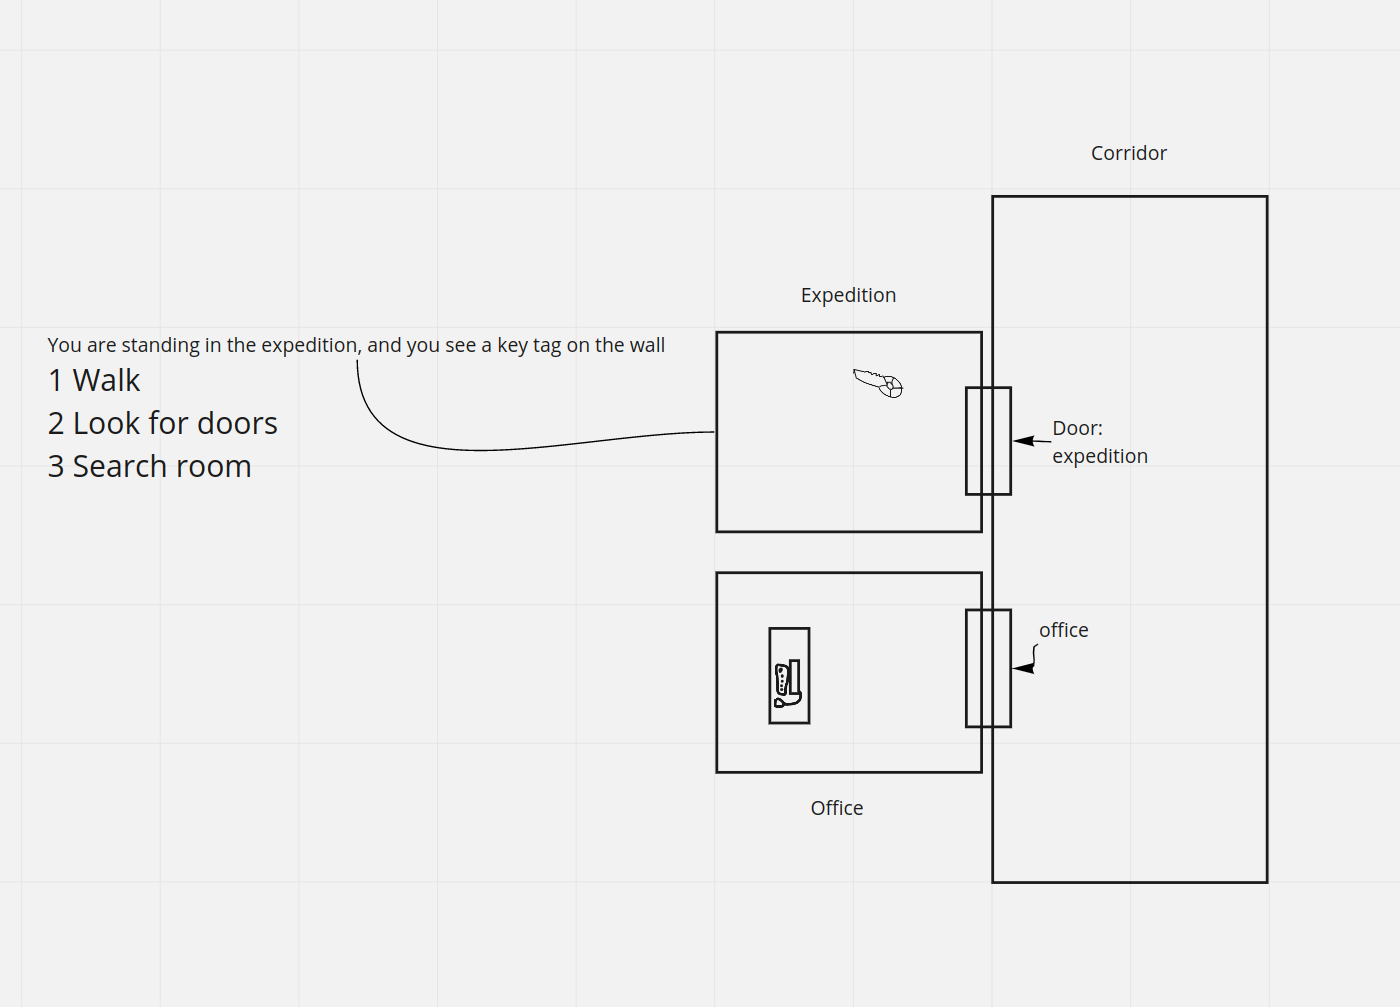 Corridor
Expedition
You are standing in the expedition, and you see a key tag on the wall
1 Walk
2 Look for doors
3 Search room
Door:
expedition
office
Office